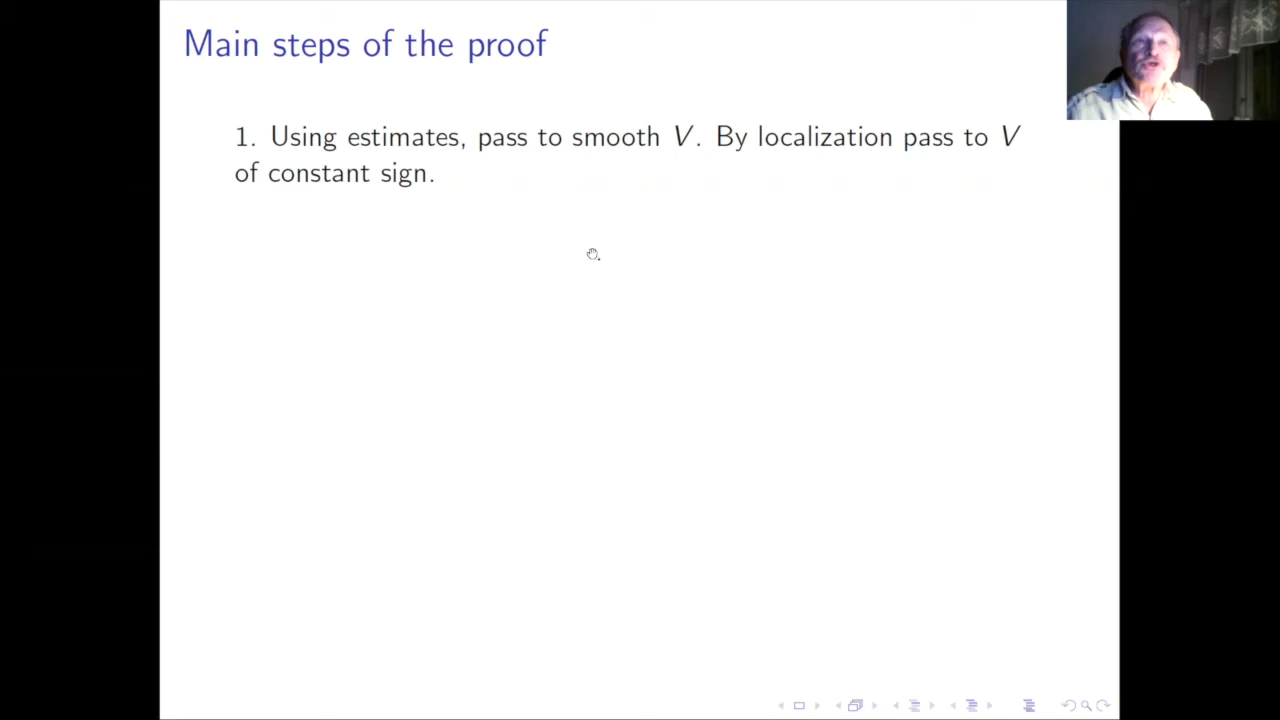 Main steps of the proof
1. Using estimates, pass to smooth V. By localization pass to V
of constant sign.